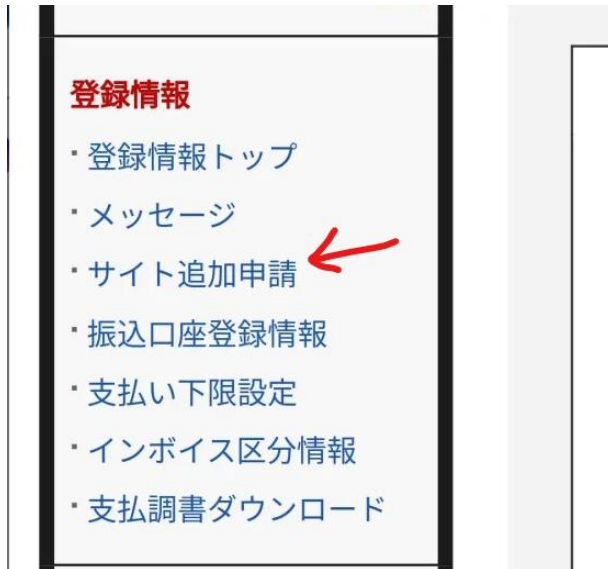 登録情報
・登録情報トップ
・メッセージ
・サイト追加申請
・振込口座登録情報
・支払い下限設定
・インボイス区分情報
・支払調書ダウンロード